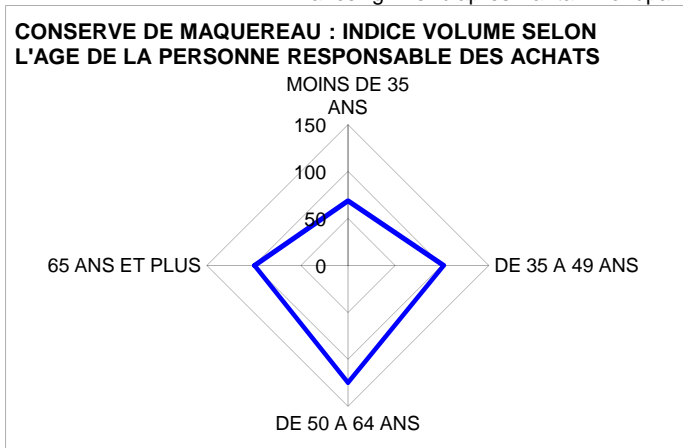 CONSERVE DE MAQUEREAU : INDICE VOLUME SELON
L'AGE DE LA PERSONNE RESPONSABLE DES ACHATS
MOINS DE 35
ANS
150
100
50
0
65 ANS ET PLUS
DE 35 A 49 ANS
DE 50 A 64 ANS